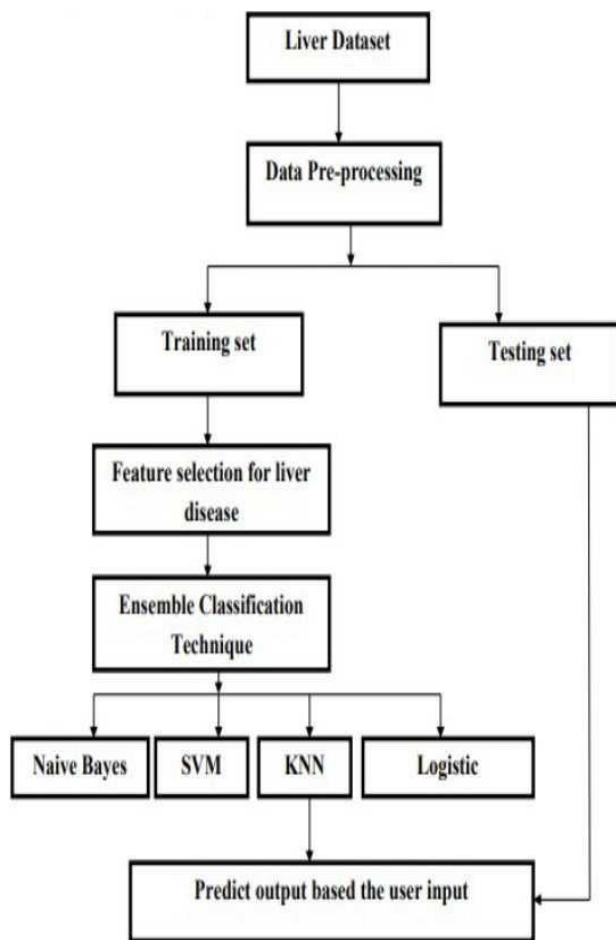 Liver Dataset
Data Pre-processing
Training set
Testing set
Feature selection for liver
disease
Ensemble Classification
Technique
Naive Bayes
SVM
KNN
Logistic
Predict output based the user input